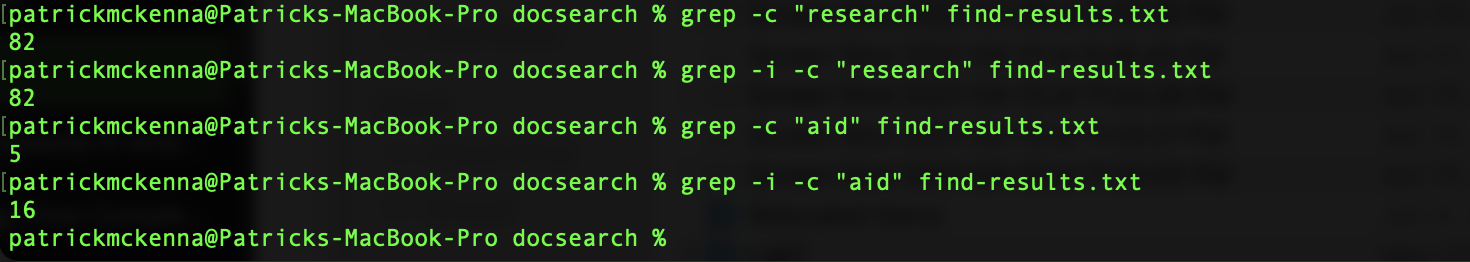 [patrickmckenna@Patricks-MacBook-Pro docsearch % grep -c "research" find-results.txt
82
[patrickmckenna@Patricks-MacBook-Pro docsearch % grep -i -c "research" find-results.txt
82
[patrickmckenna@Patricks-MacBook-Pro docsearch % grep -c "aid" find-results.txt
5
[patrickmckenna@Patricks-MacBook-Pro docsearch % grep -i -c "aid" find-results.txt
16
patrickmckenna@Patricks-MacBook-Pro docsearch %